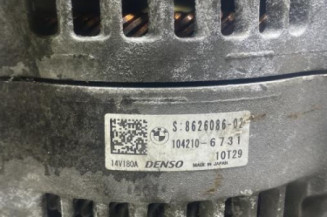 S:8626086-02
104210-6731
10T29
14V180A DENSO MADE IN JAPAN